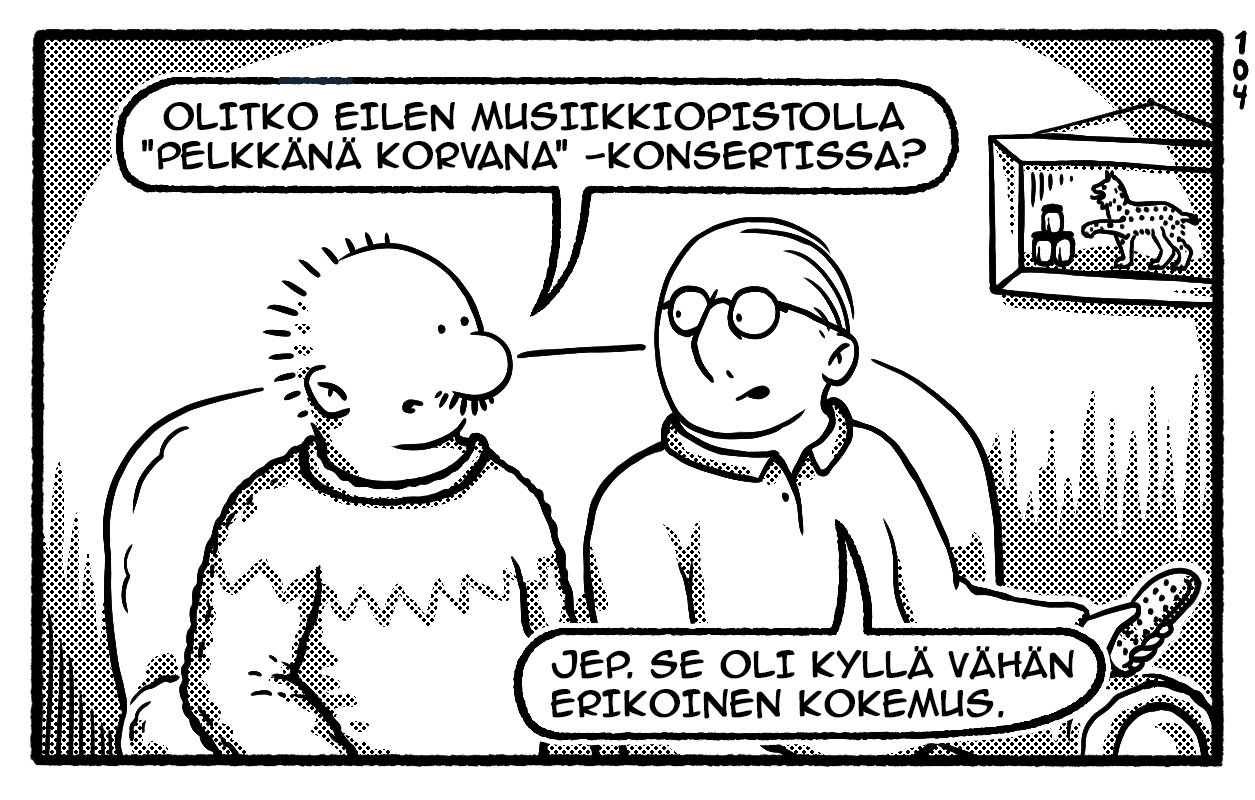 OLITKO EILEN MUSIIKKIOPISTOLLA
"PELKKÄNÄ KORVANA" -KONSERTISSA?
JEP. SE OLI KYLLÄ VÄHÄN
ERIKOINEN KOKEMUS.
104